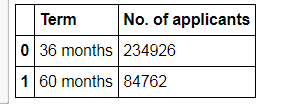 Term No. of applicants
0 36 months 234926
1 60 months 84762